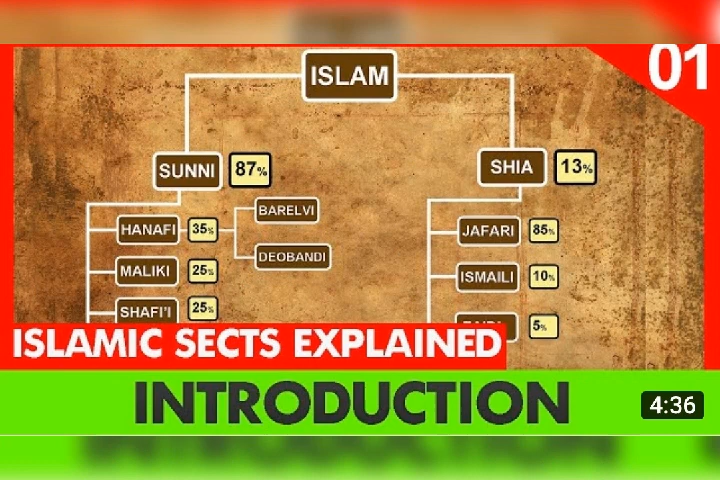 01
ISLAM
SUNNI 87%
SHIA 13%
HANAFI 35%
BARELVI
DEOBANDI
MALIKI 25%
SHAFI'I 25%
JAFARI 85%
ISMAILI 10%
5%
ISLAMIC SECTS EXPLAINED
INTRODUCTION
4:36